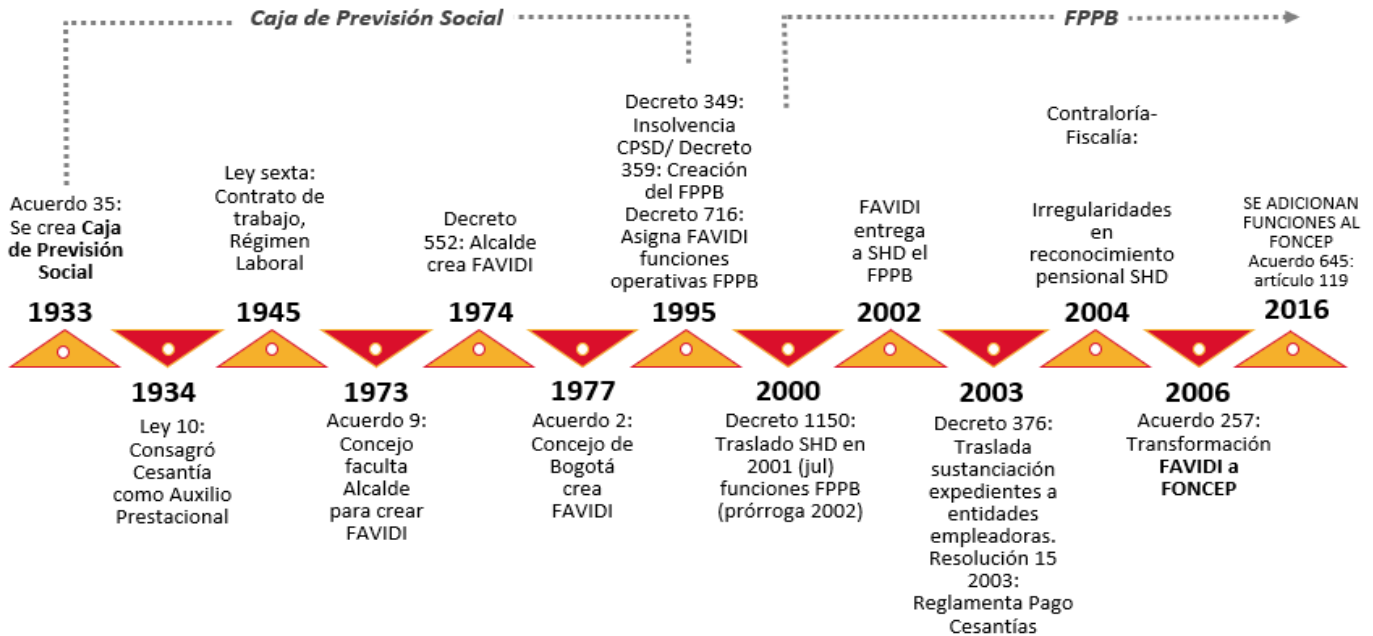 Caja de Previsión Social
FPPB
Acuerdo 35:
Se crea Caja
de Previsión
Social
1933
1934
Ley 10:
Consagró
Cesantía
como Auxilio
Prestacional
Ley sexta:
Contrato de
trabajo,
Régimen
Laboral
1945
1973
Acuerdo 9:
Concejo
faculta
Alcalde
para crear
FAVIDI
Decreto
552: Alcalde
crea FAVIDI
1974
1977
Acuerdo 2:
Concejo de
Bogotá
crea
FAVIDI
Decreto 349:
Insolvencia
CPSD/ Decreto
359: Creación
del FPPB
Decreto 716:
Asigna FAVIDI
funciones
operativas FPPB
1995
2000
Decreto 1150:
Traslado SHD en
2001 (jul)
funciones FPPB
(prórroga 2002)
FAVIDI
entrega
a SHD el
FPPB
2002
2003
Decreto 376:
Traslada
sustanciación
expedientes a
entidades
empleadoras.
Resolución 15
2003:
Reglamenta Pago
Cesantías
Contraloría-
Fiscalía:
Irregularidades
en
reconocimiento
pensional SHD
2004
2006
Acuerdo 257:
Transformación
FAVIDI a
FONCEP
SE ADICIONAN
FUNCIONES AL
FONCEP
Acuerdo 645:
artículo 119
2016